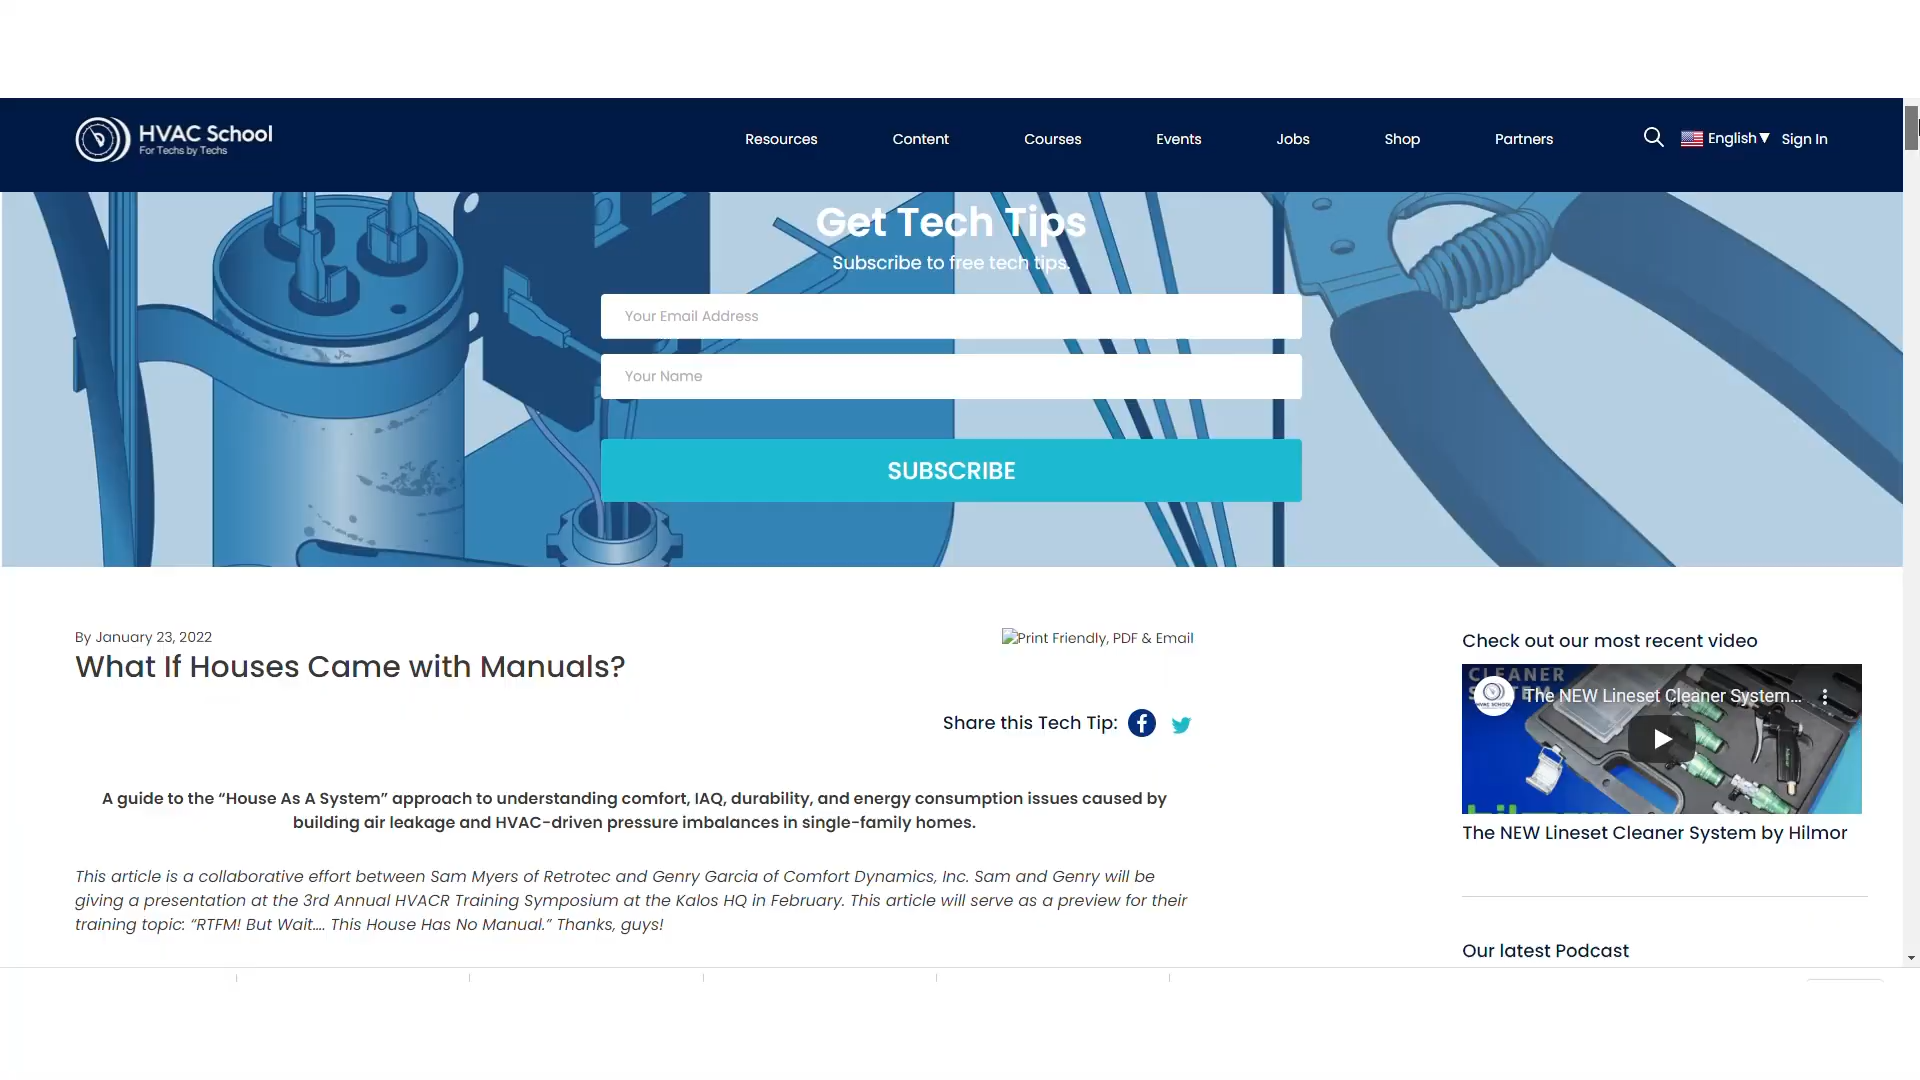 HVAC School
For Techs by Techs
Resources
Content
Courses
Events
Jobs
Shop
Partners
English▼
Sign In
Get Tech Tips
Subscribe to free tech tips.
Your Email Address
Your Name
SUBSCRIBE
By January 23, 2022
What If Houses Came with Manuals?
Print Friendly, PDF & Email
Share this Tech Tip:
A guide to the “House As A System” approach to understanding comfort, IAQ, durability, and energy consumption issues caused by
building air leakage and HVAC-driven pressure imbalances in single-family homes.
This article is a collaborative effort between Sam Myers of Retrotec and Genry Garcia of Comfort Dynamics, Inc. Sam and Genry will be
giving a presentation at the 3rd Annual HVACR Training Symposium at the Kalos HQ in February. This article will serve as a preview for their
training topic: “RTFM! But Wait…. This House Has No Manual.” Thanks, guys!
Check out our most recent video
CLEANER
The NEW Lineset Cleaner System...
The NEW Lineset Cleaner System by Hilmor
Our latest Podcast